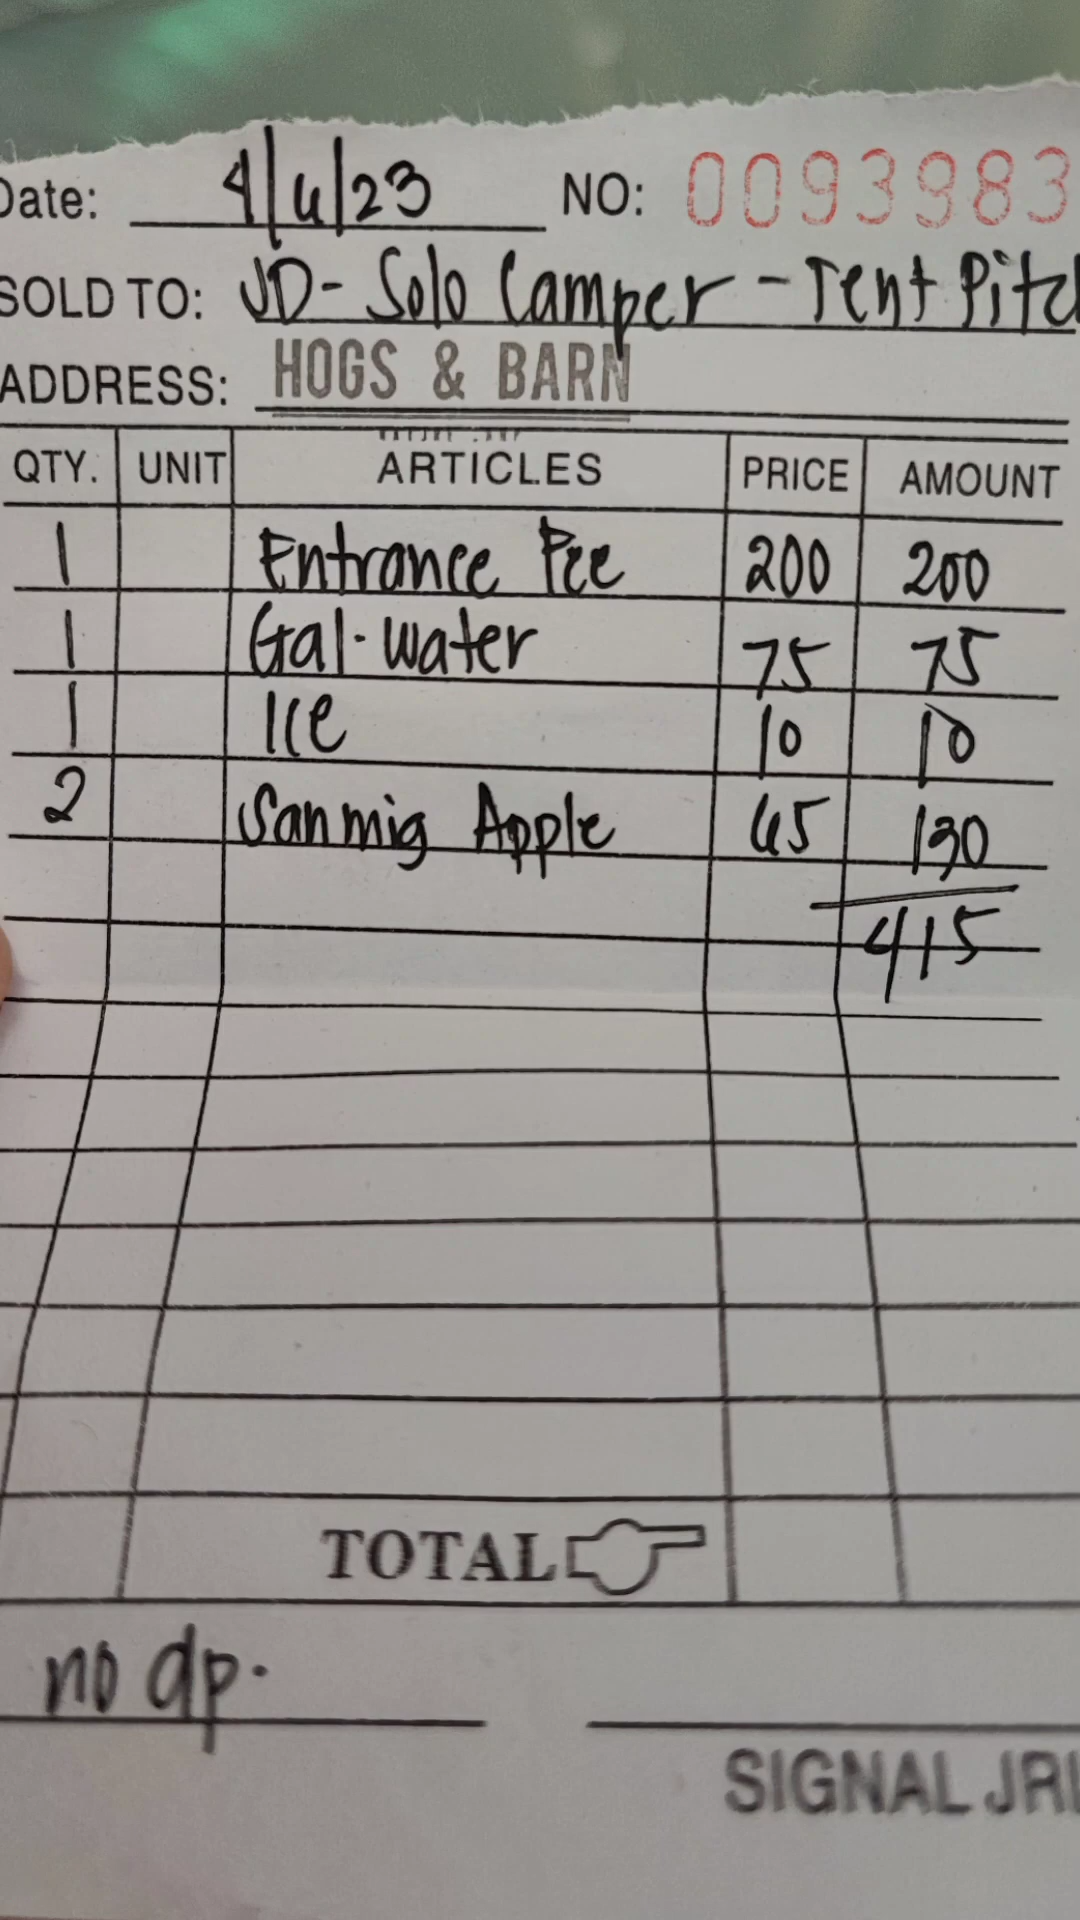 Date: 4/6/23 NO: 0093983
SOLD TO: JD- Solo Camper - Tent Pitc
ADDRESS: HOGS & BARN
QTY. UNIT ARTICLES PRICE AMOUNT
1 Entrance Fee 200 200
1 Gal. water 75 75
1 Ice 10 10
2 Sanmig Apple 65 130
415
TOTAL
no dp.
SIGNAL JRI